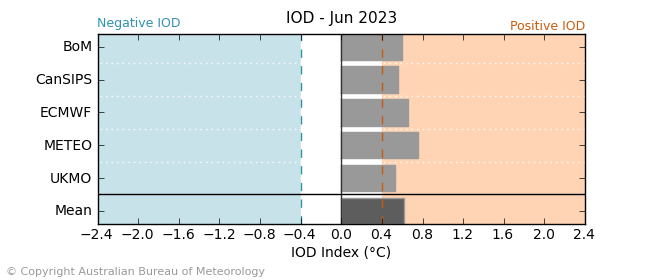 IOD - Jun 2023
Negative IOD
Positive IOD
BoM
CanSIPS
ECMWF
METEO
UKMO
Mean
−2.4 −2.0 −1.6 −1.2 −0.8 −0.4 0.0 0.4 0.8 1.2 1.6 2.0 2.4
IOD Index (°C)
© Copyright Australian Bureau of Meteorology